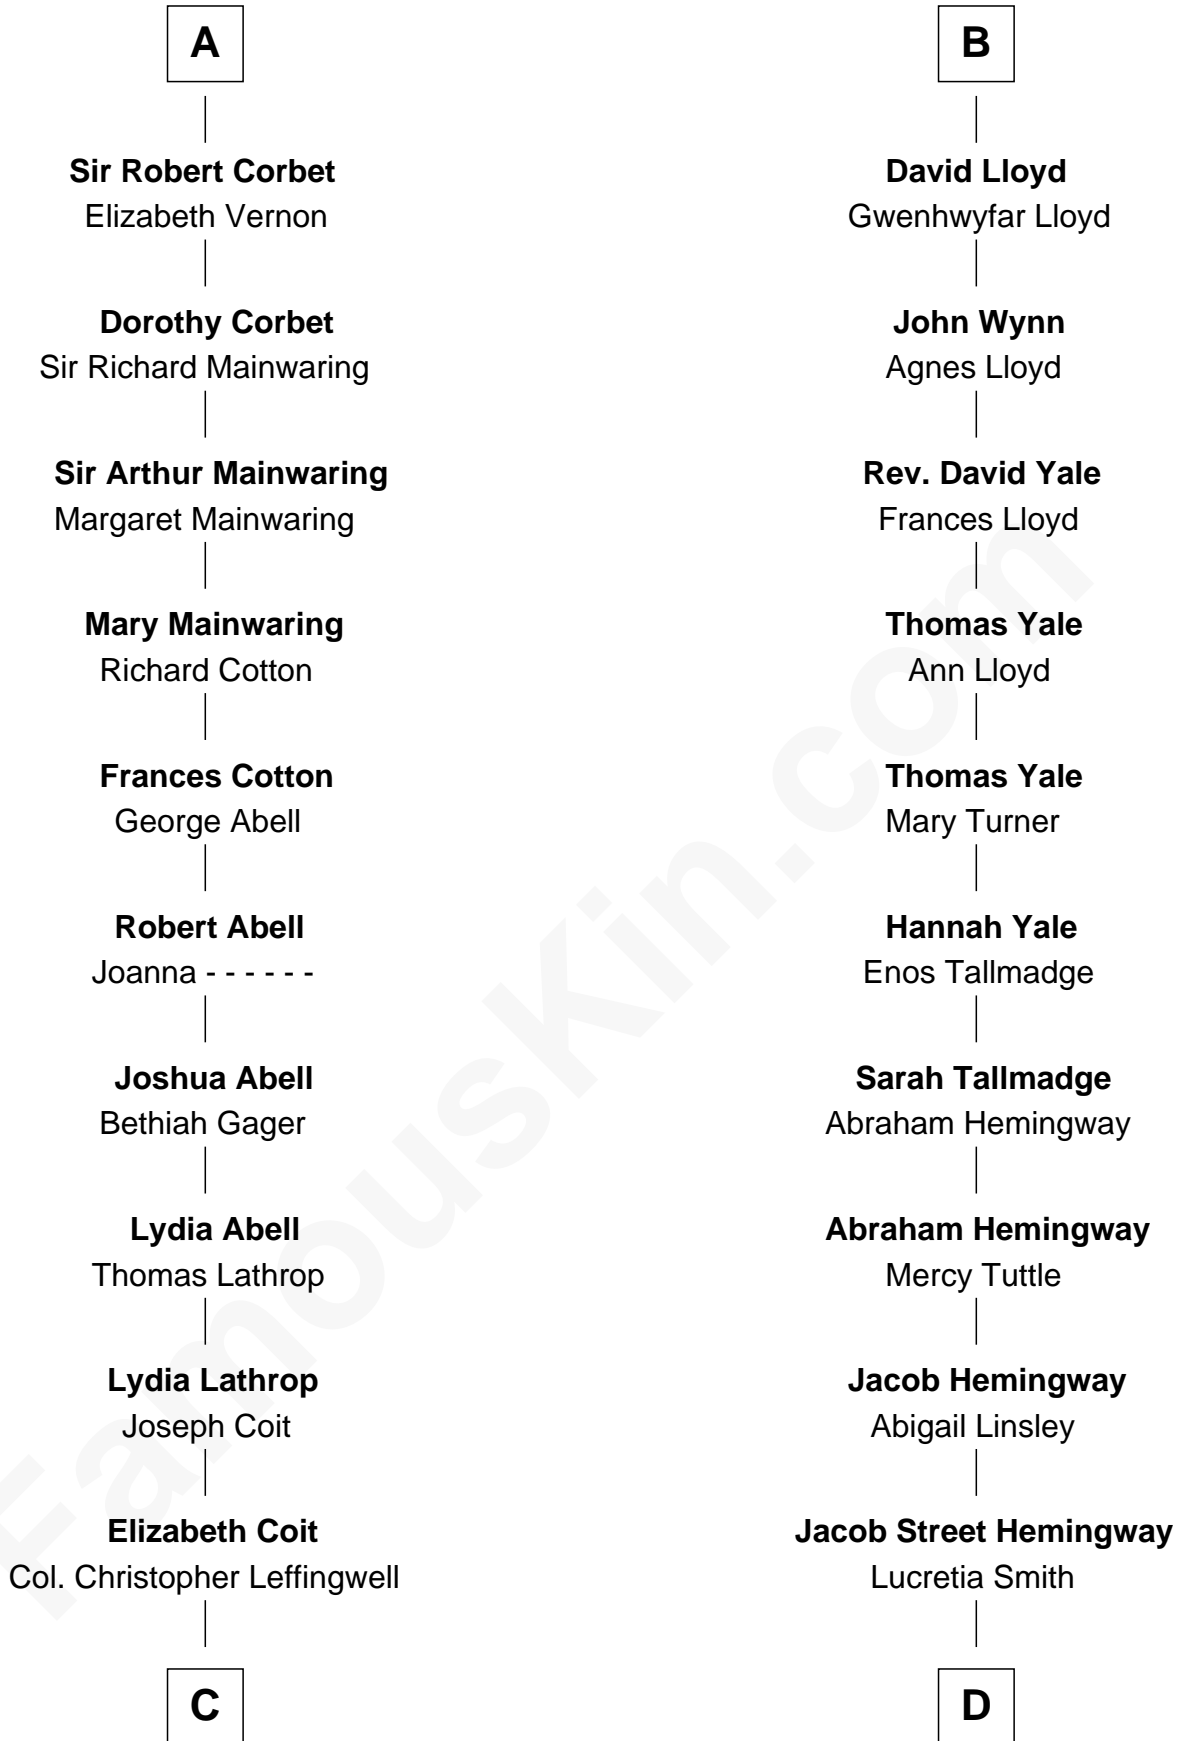 A
Sir Robert Corbet
Elizabeth Vernon
Dorothy Corbet
Sir Richard Mainwaring
Sir Arthur Mainwaring
Margaret Mainwaring
Mary Mainwaring
Richard Cotton
Frances Cotton
George Abell
Robert Abell
Joanna - - - - - -
Joshua Abell
Bethiah Gager
Lydia Abell
Thomas Lathrop
Lydia Lathrop
Joseph Coit
Elizabeth Coit
Col. Christopher Leffingwell
C
B
David Lloyd
Gwenhwyfar Lloyd
John Wynn
Agnes Lloyd
Rev. David Yale
Frances Lloyd
Thomas Yale
Ann Lloyd
Thomas Yale
Mary Turner
Hannah Yale
Enos Tallmadge
Sarah Tallmadge
Abraham Hemingway
Abraham Hemingway
Mercy Tuttle
Jacob Hemingway
Abigail Linsley
Jacob Street Hemingway
Lucretia Smith
D
FamousKin.com